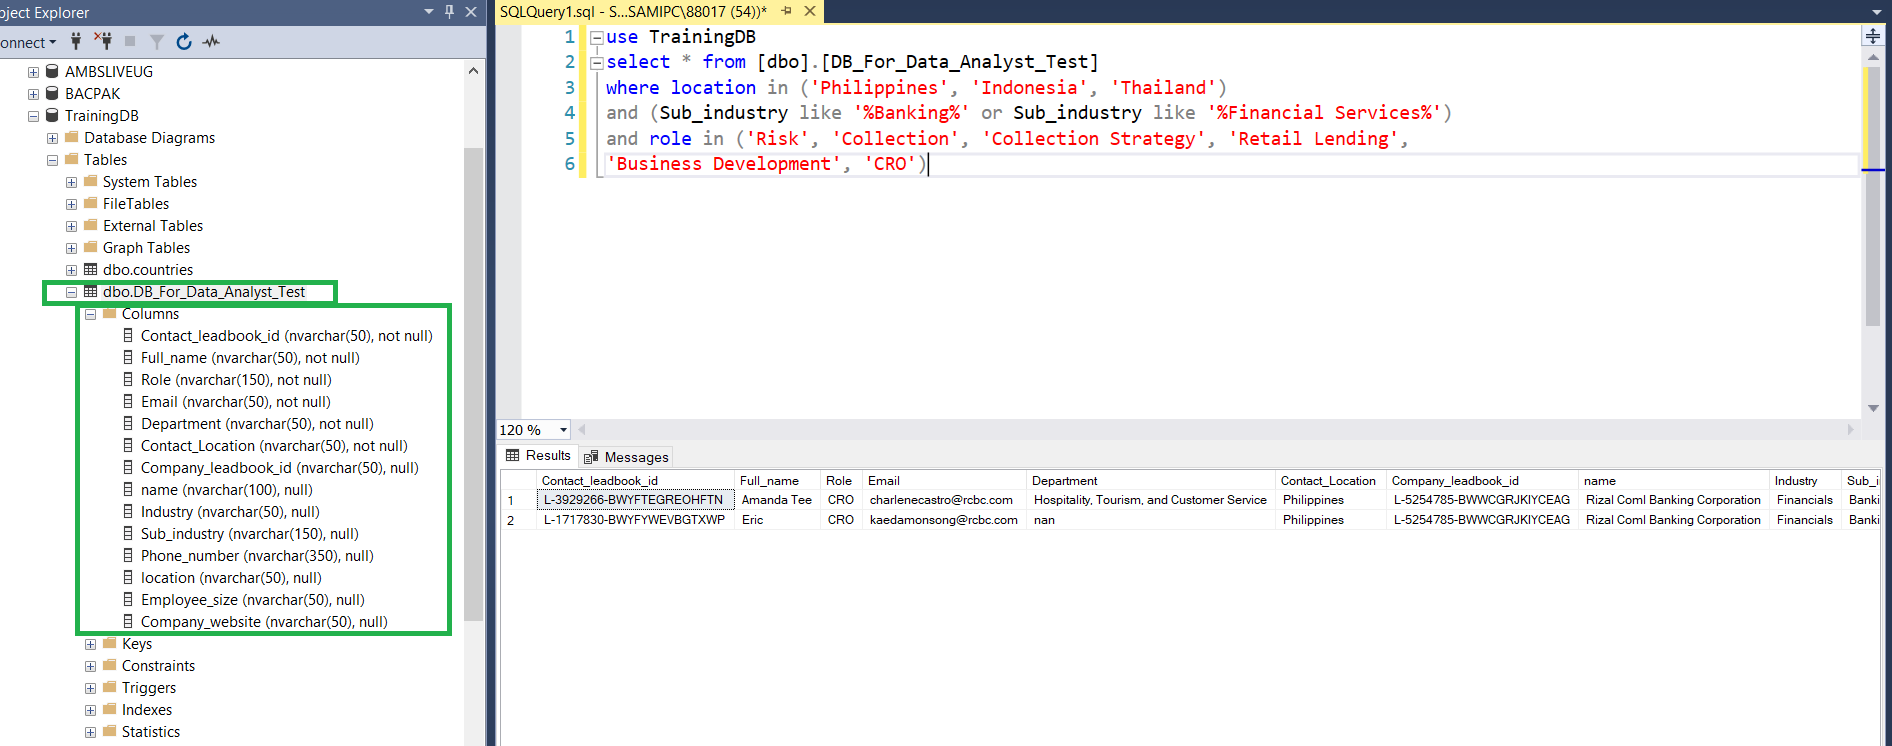 bject Explorer
onnect
AMBSLIVEUG
BACPAK
TrainingDB
Database Diagrams
Tables
System Tables
FileTables
External Tables
Graph Tables
dbo.countries
dbo.DB_For_Data_Analyst_Test
Columns
Contact_leadbook_id (nvarchar(50), not null)
Full_name (nvarchar(50), not null)
Role (nvarchar(150), not null)
Email (nvarchar(50), not null)
Department (nvarchar(50), not null)
Contact_Location (nvarchar(50), not null)
Company_leadbook_id (nvarchar(50), null)
name (nvarchar(100), null)
Industry (nvarchar(50), null)
Sub_industry (nvarchar(150), null)
Phone_number (nvarchar(350), null)
location (nvarchar(50), null)
Employee_size (nvarchar(50), null)
Company_website (nvarchar(50), null)
Keys
Constraints
Triggers
Indexes
Statistics
SQLQuery1.sql - S...SAMIPC\88017 (54))*
1 use TrainingDB
2 select * from [dbo].[DB_For_Data_Analyst_Test]
3 where location in ('Philippines', 'Indonesia', 'Thailand')
4 and (Sub_industry like '%Banking%' or Sub_industry like '%Financial Services%')
5 and role in ('Risk', 'Collection', 'Collection Strategy', 'Retail Lending',
6 'Business Development', 'CRO')
120 %
Results Messages
Contact_leadbook_id Full_name Role Email Department Contact_Location Company_leadbook_id name Industry Sub_i
1 L-3929266-BWYFTEGREOHFTN Amanda Tee CRO charlenecastro@rcbc.com Hospitality, Tourism, and Customer Service Philippines L-5254785-BWWCGRJKIYCEAG Rizal Coml Banking Corporation Financials Banki
2 L-1717830-BWYFYWEVBGTXWP Eric CRO kaedamonsong@rcbc.com nan Philippines L-5254785-BWWCGRJKIYCEAG Rizal Coml Banking Corporation Financials Banki